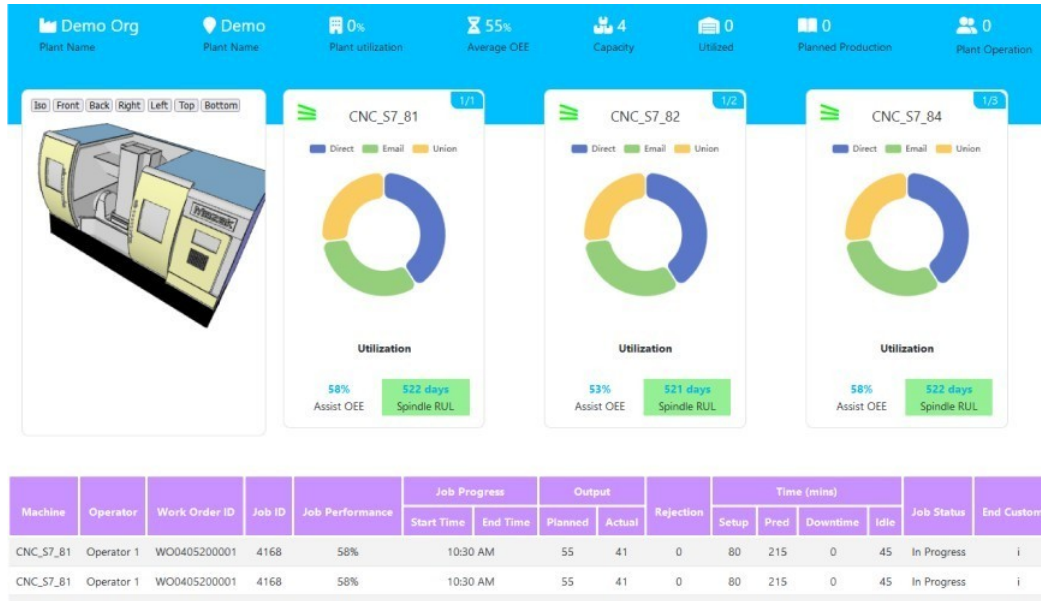 Demo Org Demo 0% 55% 4 0 0 0
Plant Name Plant Name Plant utilization Average OEE Capacity Utilized Planned Production Plant Operation
Iso Front Back Right Left Top Bottom
Mazak
1/1
CNC_S7_81
Direct Email Union
Utilization
58% 522 days
Assist OEE Spindle RUL
1/2
CNC_S7_82
Direct Email Union
Utilization
53% 521 days
Assist OEE Spindle RUL
1/3
CNC_S7_84
Direct Email Union
Utilization
58% 522 days
Assist OEE Spindle RUL
Machine Operator Work Order ID Job ID Job Performance Job Progress Output Rejection Time (mins) Job Status End Custom
Start Time End Time Planned Actual Setup Pred Downtime Idle
CNC_S7_81 Operator 1 WO0405200001 4168 58% 10:30 AM 55 41 0 80 215 0 45 In Progress i
CNC_S7_81 Operator 1 WO0405200001 4168 58% 10:30 AM 55 41 0 80 215 0 45 In Progress i